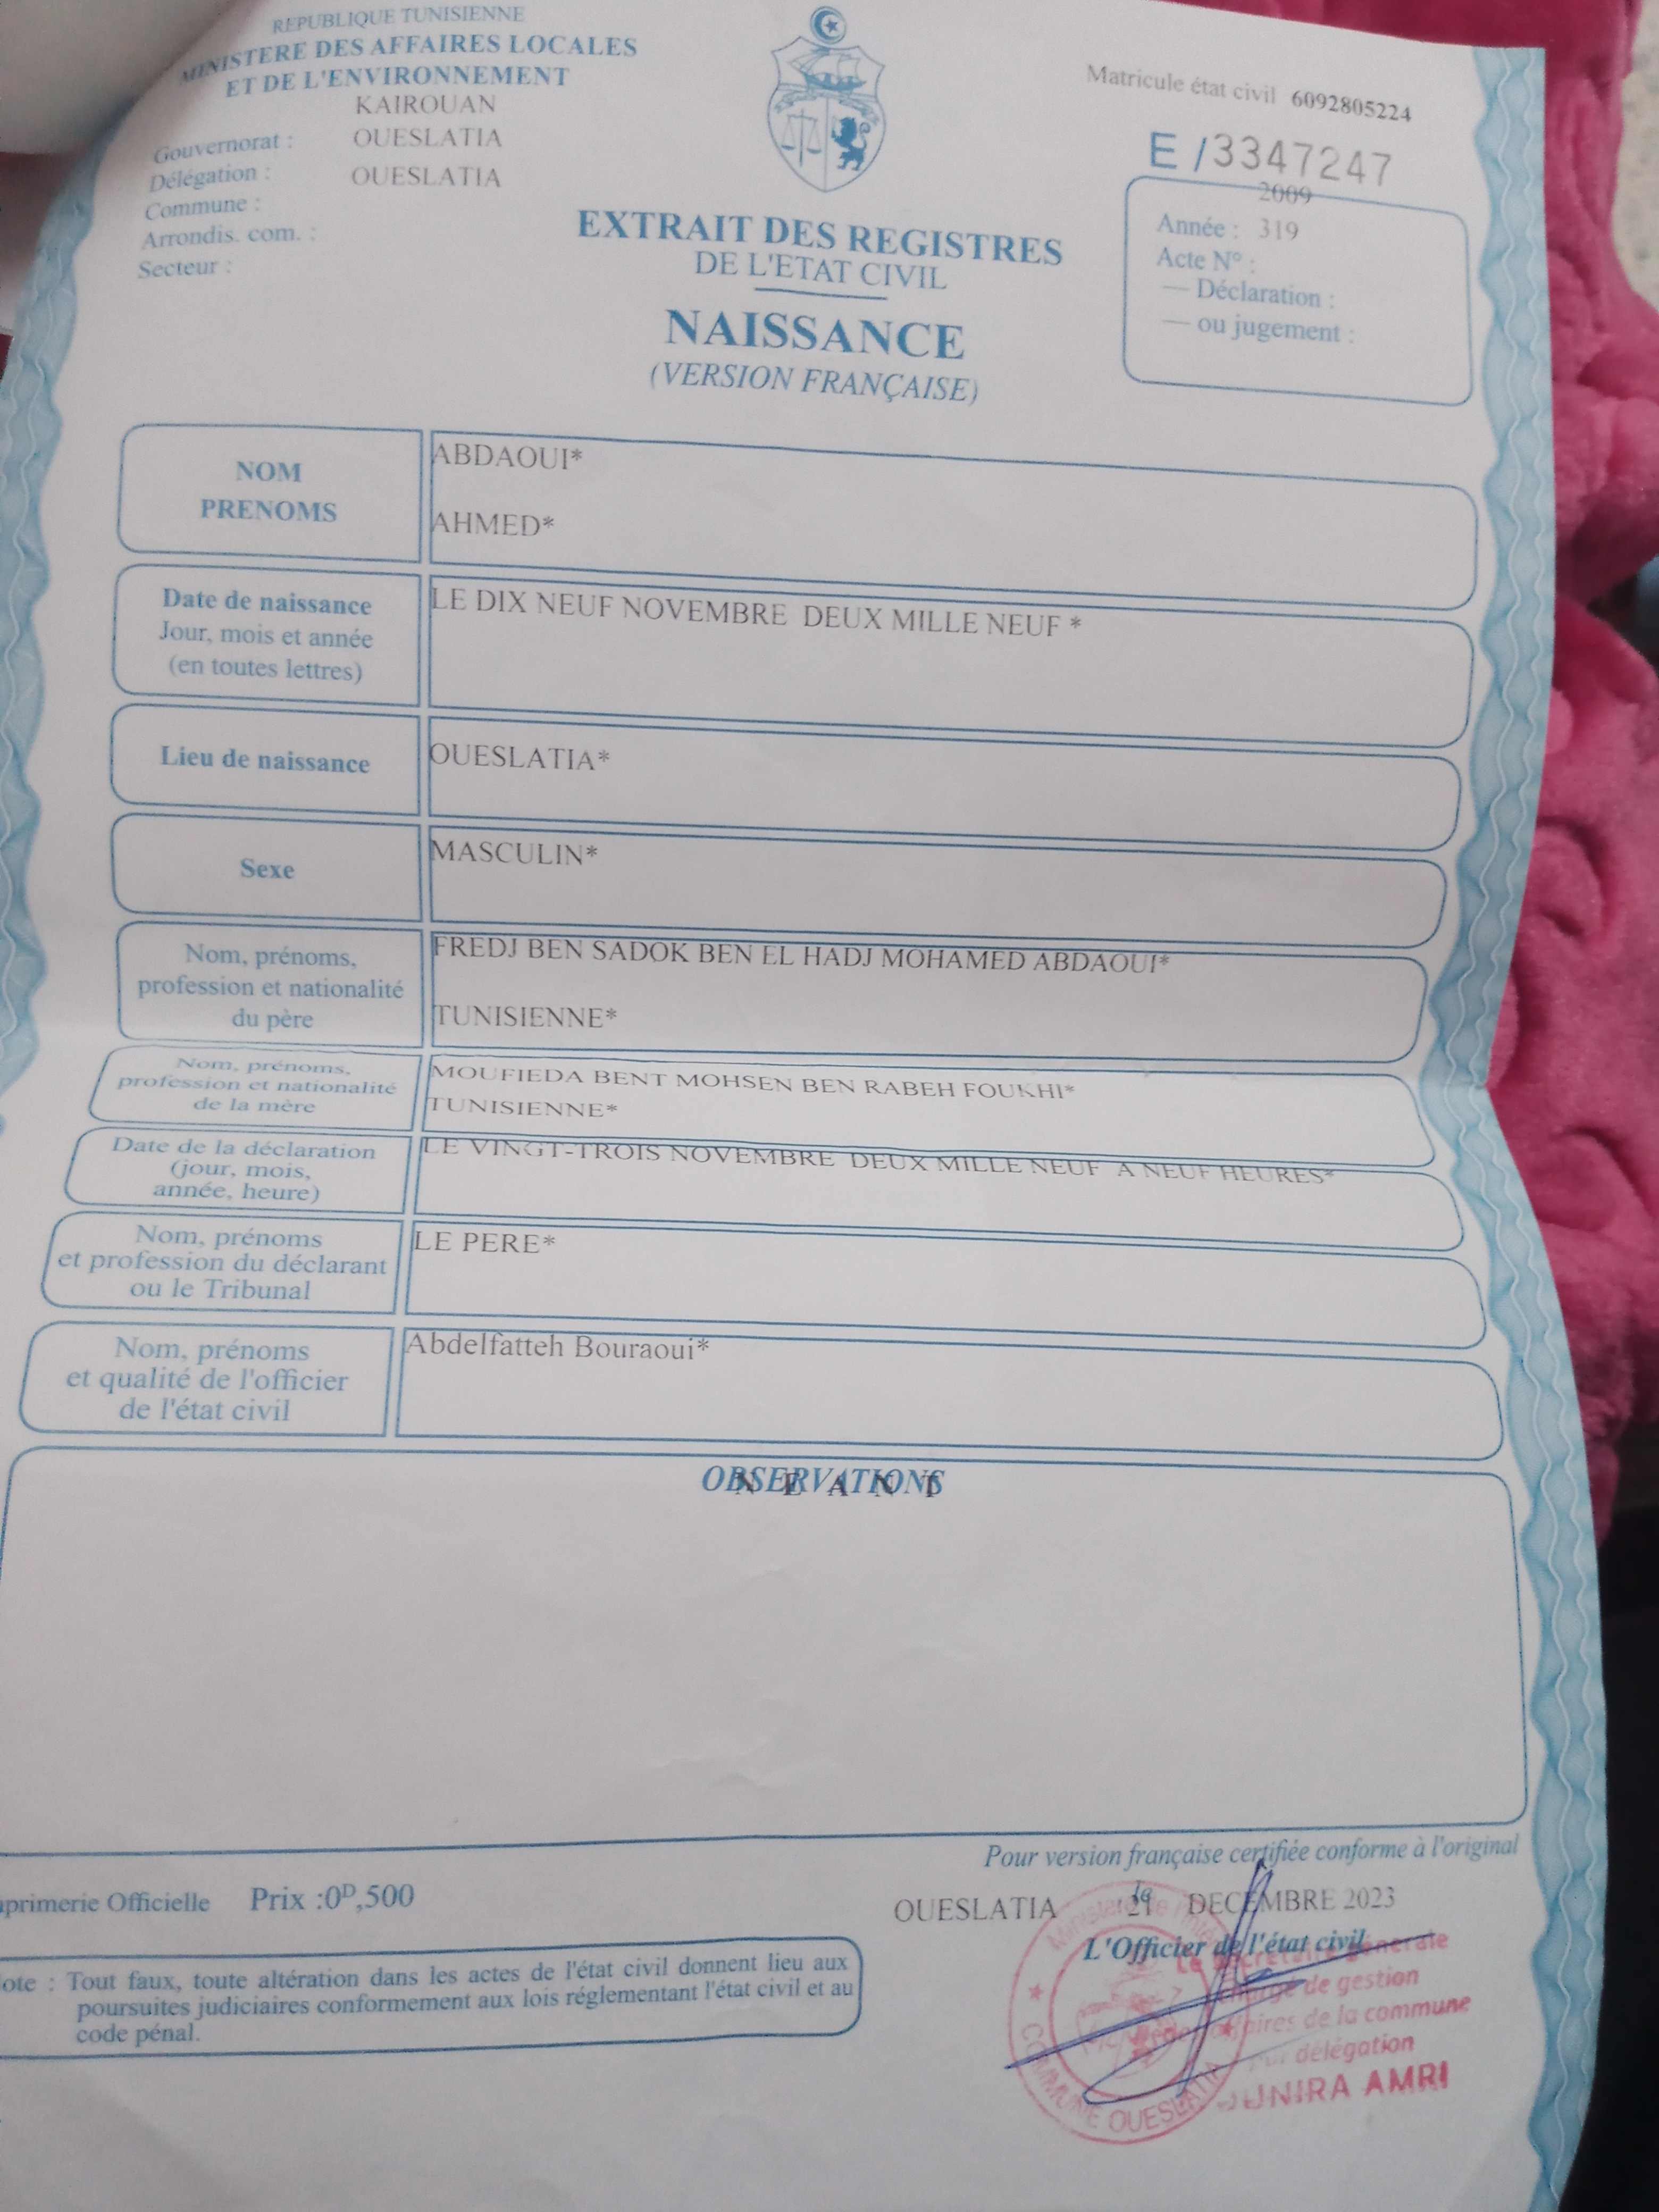 REPUBLIQUE TUNISIENNE
MINISTERE DES AFFAIRES LOCALES
ET DE L'ENVIRONNEMENT
KAIROUAN
Gouvernorat : OUESLATIA
Délégation : OUESLATIA
Commune :
Arrondis. com. :
Secteur :
Matricule état civil 6092805224
E / 3347247
2009
Année : 319
Acte N° :
— Déclaration :
— ou jugement :
EXTRAIT DES REGISTRES
DE L'ETAT CIVIL
NAISSANCE
(VERSION FRANÇAISE)
NOM
PRENOMS
ABDAOUI*
AHMED*
Date de naissance
Jour, mois et année
(en toutes lettres)
LE DIX NEUF NOVEMBRE DEUX MILLE NEUF *
Lieu de naissance
OUESLATIA*
Sexe
MASCULIN*
Nom, prénoms,
profession et nationalité
du père
FREDJ BEN SADOK BEN EL HADJ MOHAMED ABDAOUI*
TUNISIENNE*
Nom, prénoms,
profession et nationalité
de la mère
MOUFIEDA BENT MOHSEN BEN RABEH FOUKHI*
TUNISIENNE*
Date de la déclaration
(jour, mois,
année, heure)
LE VINGT-TROIS NOVEMBRE DEUX MILLE NEUF A NEUF HEURES*
Nom, prénoms
et profession du déclarant
ou le Tribunal
LE PERE*
Nom, prénoms
et qualité de l'officier
de l'état civil
Abdelfatteh Bouraoui*
OBSERVATIONS
N E A N T
Pour version française certifiée conforme à l'original
Officielle Prix :0D,500
OUESLATIA le 21 DECEMBRE 2023
L'Officier de l'état civil
générale
de gestion
affaires de la commune
délégation
AMRI
COMMUNE OUESLATIA
: Tout faux, toute altération dans les actes de l'état civil donnent lieu aux
poursuites judiciaires conformement aux lois réglementant l'état civil et au
code pénal.